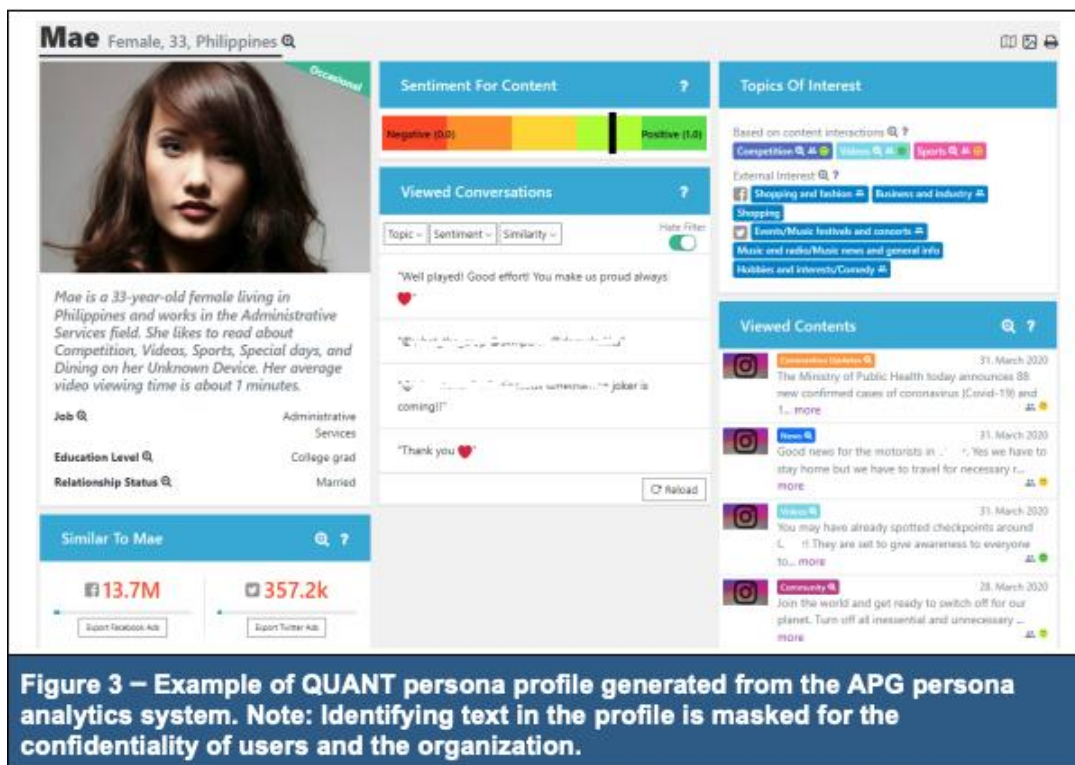 Mae Female, 33, Philippines
Occasional
Mae is a 33-year-old female living in
Philippines and works in the Administrative
Services field. She likes to read about
Competition, Videos, Sports, Special days, and
Dining on her Unknown Device. Her average
video viewing time is about 1 minutes.
Job Administrative
Services
Education Level College grad
Relationship Status Married
Similar To Mae ?
13.7M 357.2k
Export Facebook Ads Export Twitter Ads
Sentiment For Content ?
Negative (0.0) Positive (1.0)
Viewed Conversations ?
Topic Sentiment Similarity Hate Filter
"Well played! Good effort! You make us proud always
❤"
joker is
coming!!"
"Thank you ❤"
Reload
Topics Of Interest
Based on content interactions ?
Competition Videos Sports
External Interest ?
Shopping and fashion Business and industry
Shopping
Events/Music festivals and concerts
Music and radio/Music news and general info
Hobbies and interests/Comedy
Viewed Contents ?
Coronavirus Updates 31. March 2020
The Ministry of Public Health today announces 88
new confirmed cases of coronavirus (Covid-19) and
1... more
News 31. March 2020
Good news for the motorists in Yes we have to
stay home but we have to travel for necessary r...
more
Videos 31. March 2020
You may have already spotted checkpoints around
They are set to give awareness to everyone
to... more
Community 28. March 2020
Join the world and get ready to switch off for our
planet. Turn off all inessential and unnecessary ...
more
Figure 3 – Example of QUANT persona profile generated from the APG persona
analytics system. Note: Identifying text in the profile is masked for the
confidentiality of users and the organization.